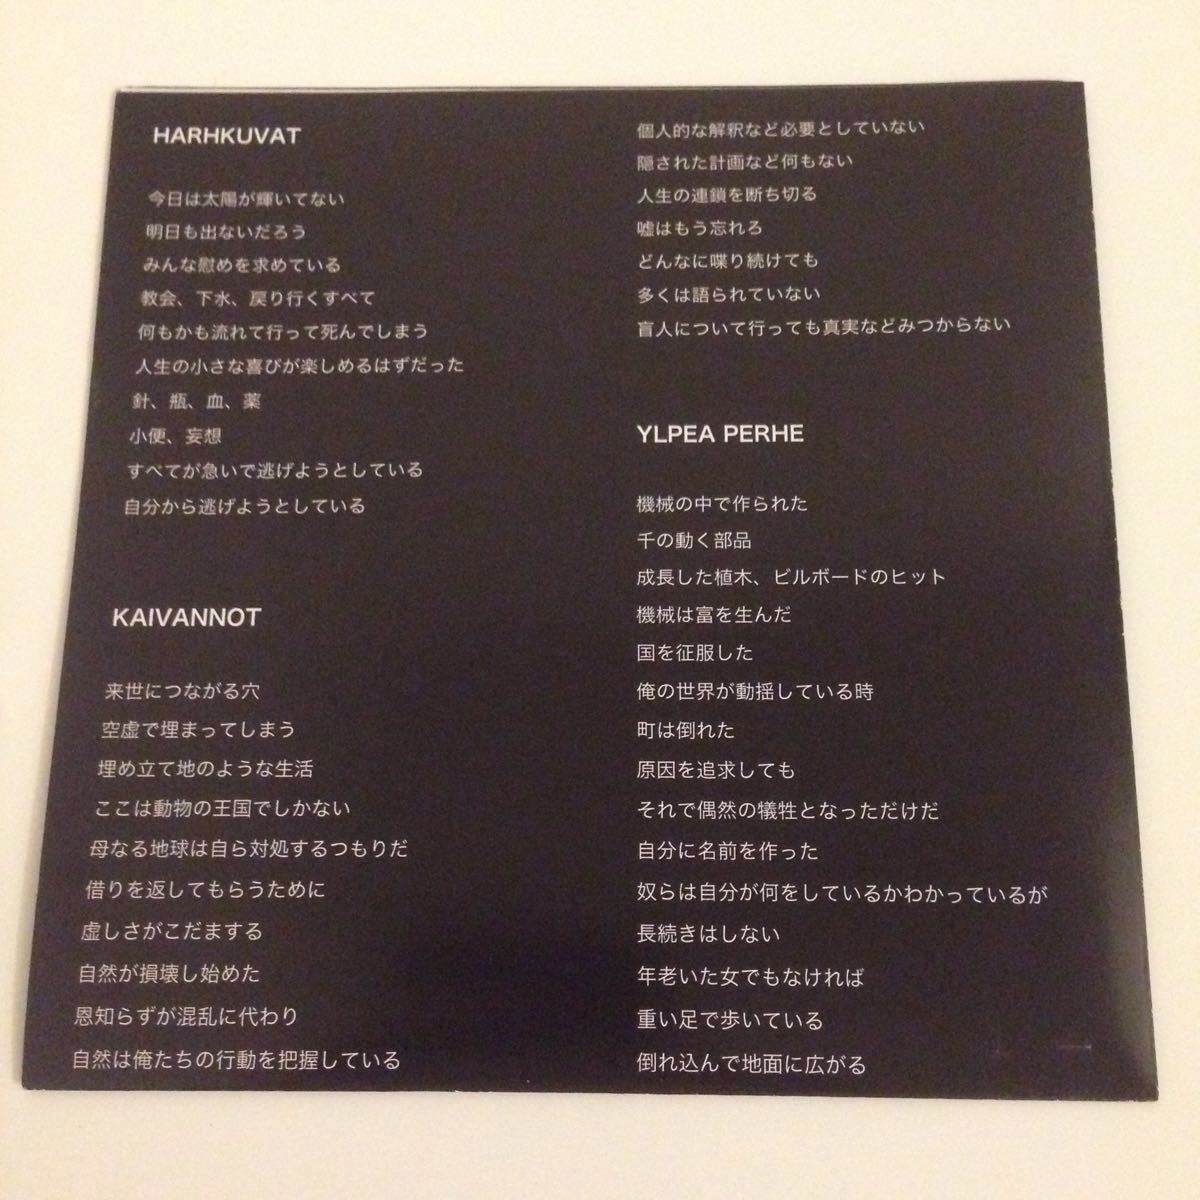 HARHKUVAT
今日は太陽が輝いてない
明日も出ないだろう
みんな慰めを求めている
教会、下水、戻り行くすべて
何もかも流れて行って死んでしまう
人生の小さな喜びが楽しめるはずだった
針、瓶、血、薬
小便、妄想
すべてが急いで逃げようとしている
自分から逃げようとしている
KAIVANNOT
来世につながる穴
空虚で埋まってしまう
埋め立て地のような生活
ここは動物の王国でしかない
母なる地球は自ら対処するつもりだ
借りを返してもらうために
虚しさがこだまする
自然が損壊し始めた
恩知らずが混乱に代わり
自然は俺たちの行動を把握している
個人的な解釈など必要としていない
隠された計画など何もない
人生の連鎖を断ち切る
嘘はもう忘れろ
どんなに喋り続けても
多くは語られていない
盲人について行っても真実などみつからない
YLPEA PERHE
機械の中で作られた
千の動く部品
成長した植木、ビルボードのヒット
機械は富を生んだ
国を征服した
俺の世界が動揺している時
町は倒れた
原因を追求しても
それで偶然の犠牲となっただけだ
自分に名前を作った
奴らは自分が何をしているかわかっているが
長続きはしない
年老いた女でもなければ
重い足で歩いている
倒れ込んで地面に広がる